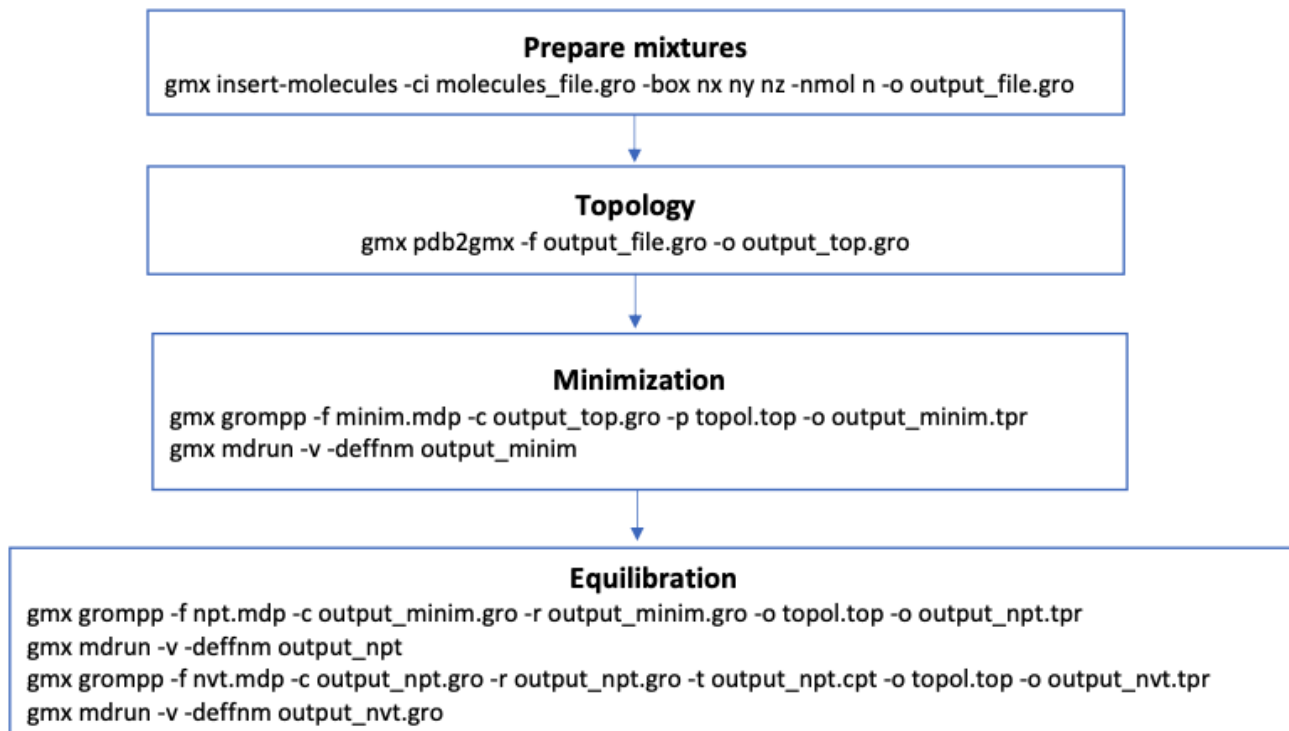 Prepare mixtures
gmx insert-molecules -ci molecules_file.gro -box nx ny nz -nmol n -o output_file.gro
Topology
gmx pdb2gmx -f output_file.gro -o output_top.gro
Minimization
gmx grompp -f minim.mdp -c output_top.gro -p topol.top -o output_minim.tpr
gmx mdrun -v -deffnm output_minim
Equilibration
gmx grompp -f npt.mdp -c output_minim.gro -r output_minim.gro -o topol.top -o output_npt.tpr
gmx mdrun -v -deffnm output_npt
gmx grompp -f nvt.mdp -c output_npt.gro -r output_npt.gro -t output_npt.cpt -o topol.top -o output_nvt.tpr
gmx mdrun -v -deffnm output_nvt.gro